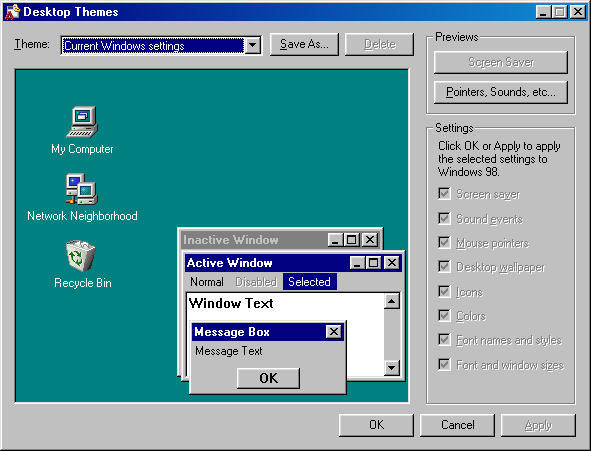 Desktop Themes
Theme:
Current Windows settings
Save As...
Delete
Previews
Screen Saver
Pointers, Sounds, etc...
My Computer
Network Neighborhood
Recycle Bin
Inactive Window
Active Window
Normal Disabled Selected
Window Text
Message Box
Message Text
OK
Settings
Click OK or Apply to apply
the selected settings to
Windows 98.
Screen saver
Sound events
Mouse pointers
Desktop wallpaper
Icons
Colors
Font names and styles
Font and window sizes
OK
Cancel
Apply